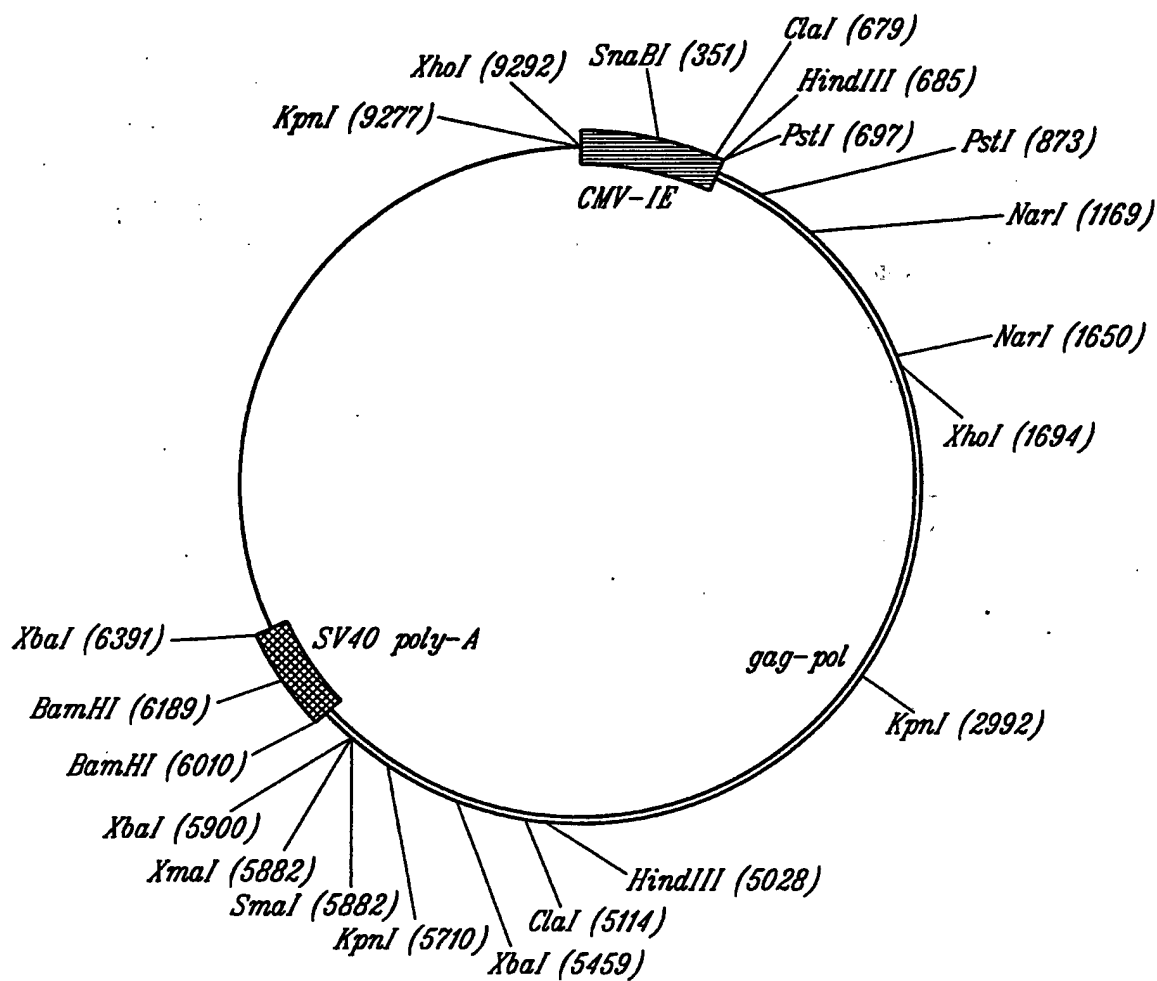 ClaI (679)
SnaBI (351)
XhoI (9292)
HindIII (685)
KpnI (9277)
PstI (697)
PstI (873)
CMV-IE
NarI (1169)
NarI (1650)
XhoI (1694)
XbaI (6391)
SV40 poly-A
gag-pol
BamHI (6189)
KpnI (2992)
BamHI (6010)
XbaI (5900)
XmaI (5882)
HindIII (5028)
SmaI (5882)
ClaI (5114)
KpnI (5710)
XbaI (5459)